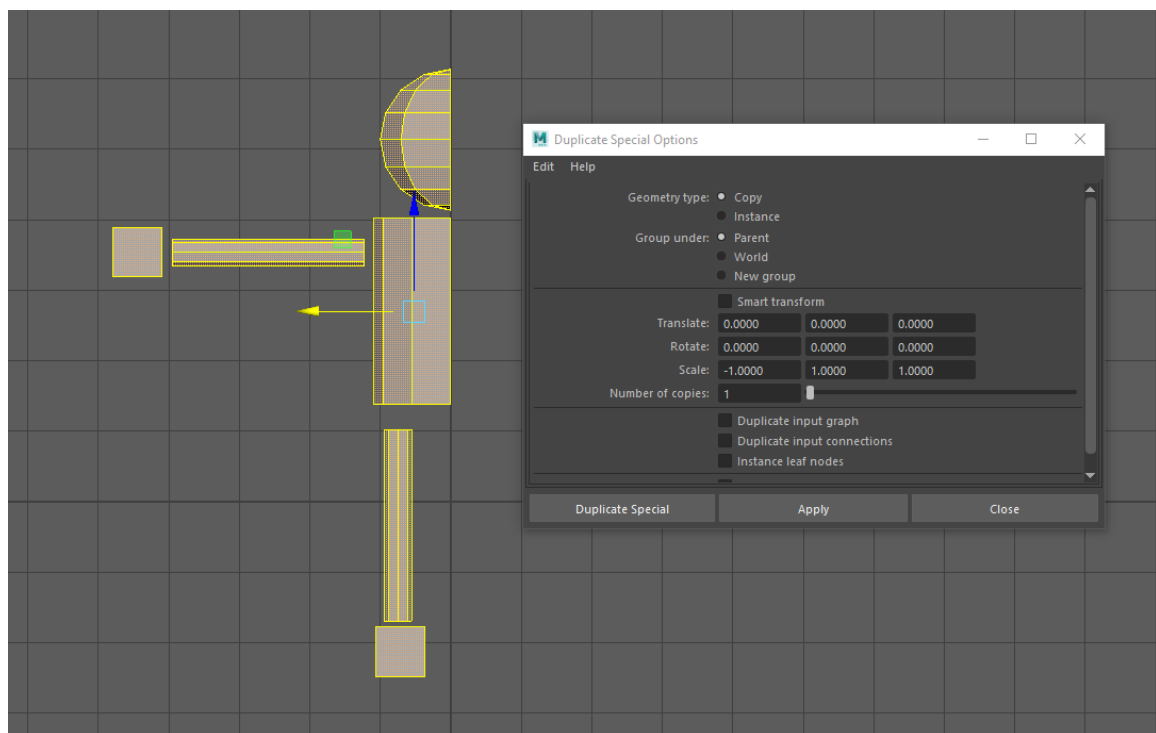 M Duplicate Special Options
Edit Help
Geometry type: Copy
Instance
Group under: Parent
World
New group
Smart transform
Translate: 0.0000 0.0000 0.0000
Rotate: 0.0000 0.0000 0.0000
Scale: -1.0000 1.0000 1.0000
Number of copies: 1
Duplicate input graph
Duplicate input connections
Instance leaf nodes
Duplicate Special Apply Close